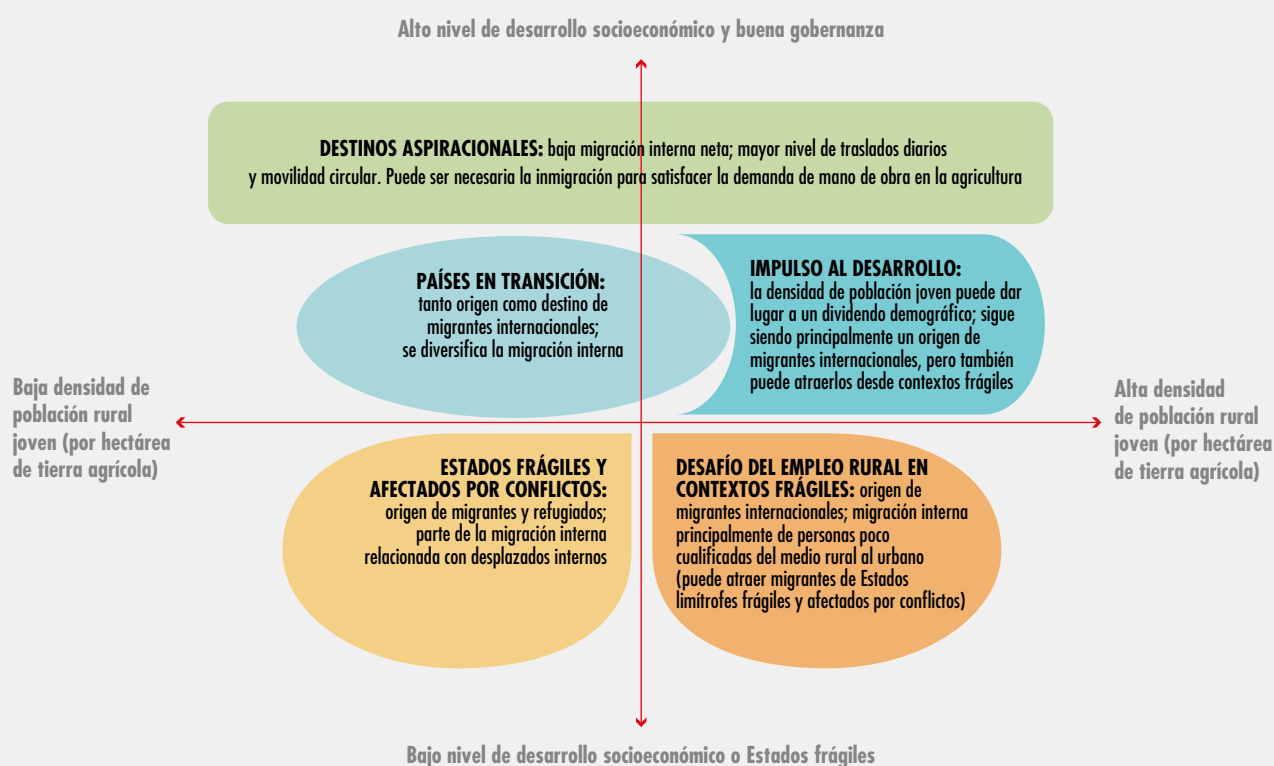 Alto nivel de desarrollo socioeconómico y buena gobernanza
DESTINOS ASPIRACIONALES: baja migración interna neta; mayor nivel de traslados diarios
y movilidad circular. Puede ser necesaria la inmigración para satisfacer la demanda de mano de obra en la agricultura
PAÍSES EN TRANSICIÓN:
tanto origen como destino de
migrantes internacionales;
se diversifica la migración interna
IMPULSO AL DESARROLLO:
la densidad de población joven puede dar
lugar a un dividendo demográfico; sigue
siendo principalmente un origen de
migrantes internacionales, pero también
puede atraerlos desde contextos frágiles
Baja densidad de
población rural
joven (por hectárea
de tierra agrícola)
Alta densidad
de población rural
joven (por hectárea
de tierra agrícola)
ESTADOS FRÁGILES Y
AFECTADOS POR CONFLICTOS:
origen de migrantes y refugiados;
parte de la migración interna
relacionada con desplazados internos
DESAFÍO DEL EMPLEO RURAL EN
CONTEXTOS FRÁGILES: origen de
migrantes internacionales; migración interna
principalmente de personas poco
cualificadas del medio rural al urbano
(puede atraer migrantes de Estados
limítrofes frágiles y afectados por conflictos)
Bajo nivel de desarrollo socioeconómico o Estados frágiles